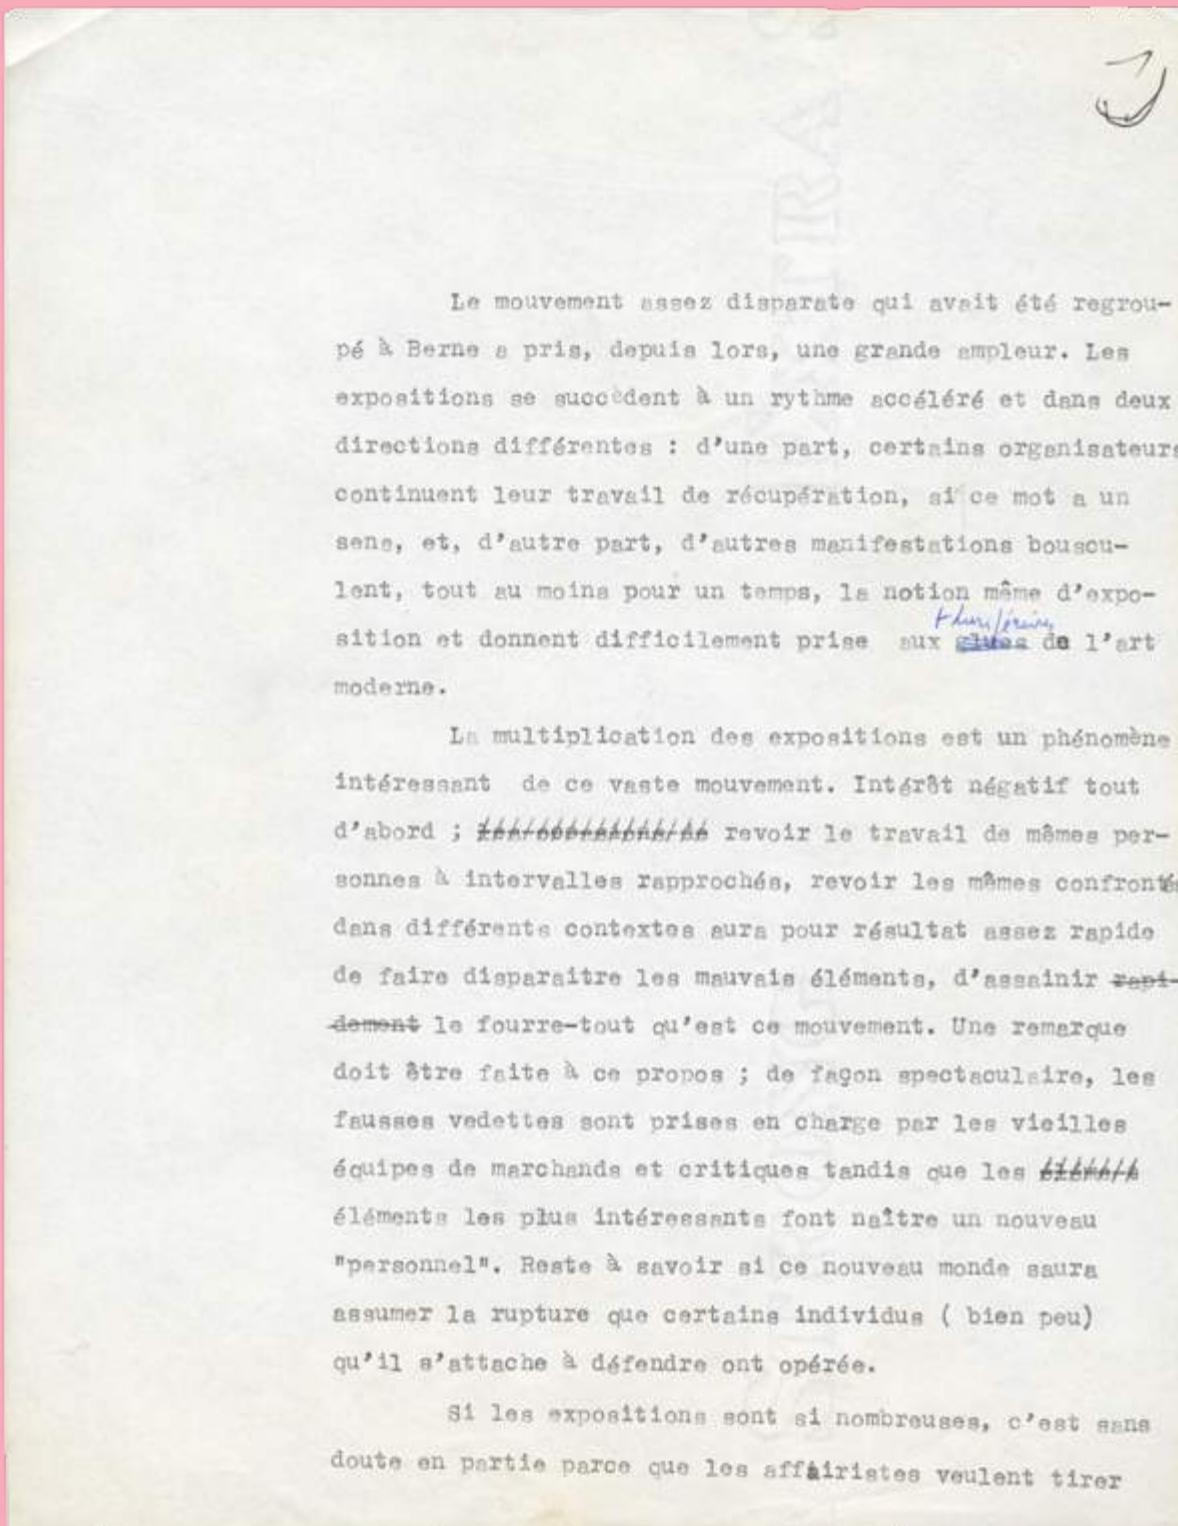 Le mouvement assez disparate qui avait été regrou-
pé à Berne a pris, depuis lors, une grande ampleur. Les
expositions se succèdent à un rythme accéléré et dans deux
directions différentes : d'une part, certains organisateurs
continuent leur travail de récupération, si ce mot a un
sens, et, d'autre part, d'autres manifestations bouscu-
lent, tout au moins pour un temps, la notion même d'expo-
thuriféraires
sition et donnent difficilement prise aux glues de l'art
moderne.
La multiplication des expositions est un phénomène
intéressant de ce vaste mouvement. Intérêt négatif tout
d'abord ; revoir le travail de mêmes per-
sonnes à intervalles rapprochés, revoir les mêmes confrontés
dans différents contextes aura pour résultat assez rapide
de faire disparaitre les mauvais éléments, d'assainir rapi-
dement le fourre-tout qu'est ce mouvement. Une remarque
doit être faite à ce propos ; de façon spectaculaire, les
fausses vedettes sont prises en charge par les vieilles
équipes de marchands et critiques tandis que les
éléments les plus intéressants font naître un nouveau
"personnel". Reste à savoir si ce nouveau monde saura
assumer la rupture que certains individus ( bien peu)
qu'il s'attache à défendre ont opérée.
Si les expositions sont si nombreuses, c'est sans
doute en partie parce que les affairistes veulent tirer